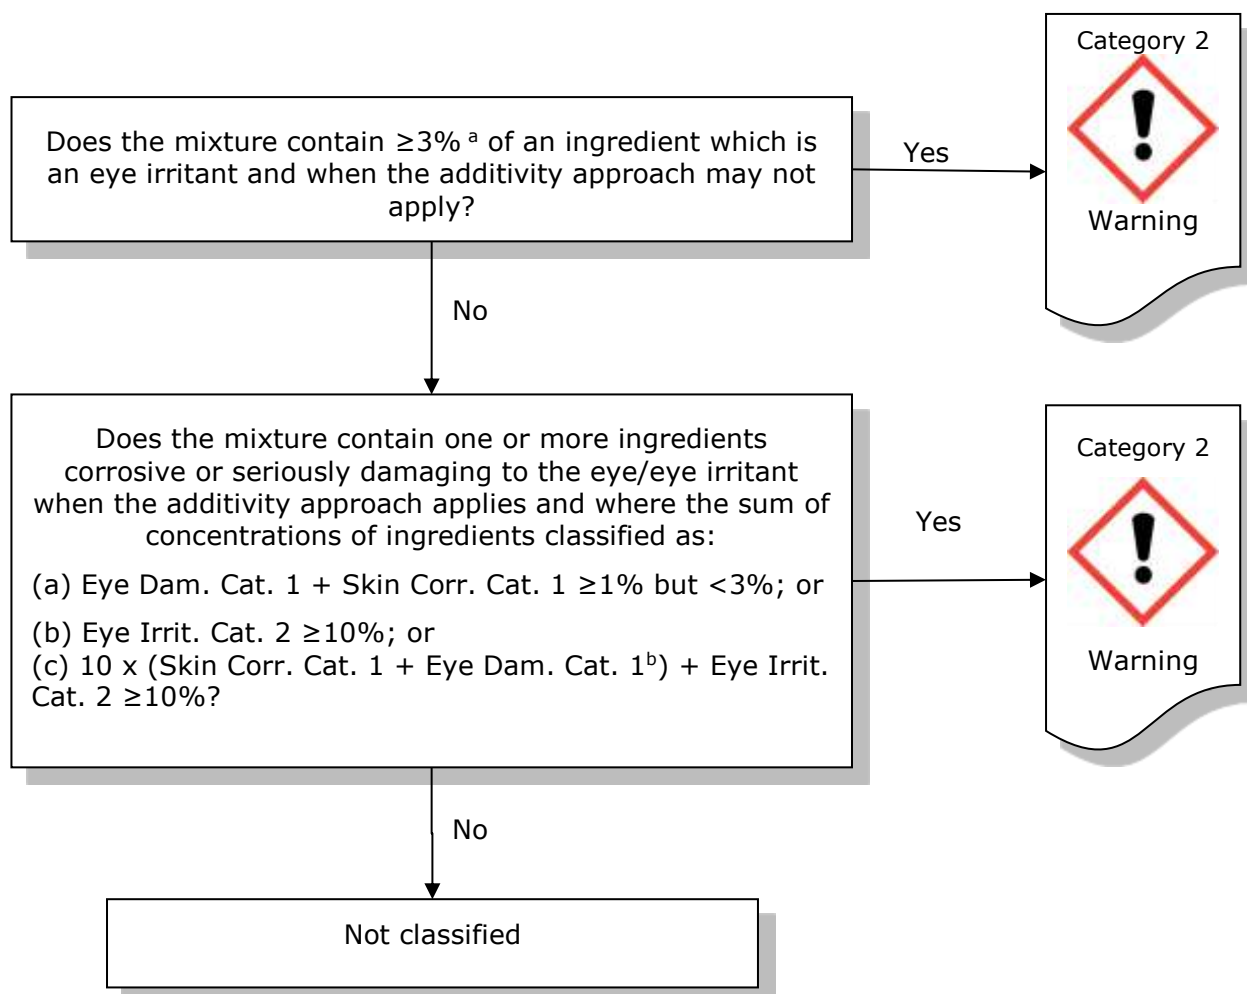 Category 2
Does the mixture contain ≥3% ᵃ of an ingredient which is
an eye irritant and when the additivity approach may not
apply?
Yes
Warning
No
Does the mixture contain one or more ingredients
corrosive or seriously damaging to the eye/eye irritant
when the additivity approach applies and where the sum of
concentrations of ingredients classified as:
(a) Eye Dam. Cat. 1 + Skin Corr. Cat. 1 ≥1% but <3%; or
(b) Eye Irrit. Cat. 2 ≥10%; or
(c) 10 x (Skin Corr. Cat. 1 + Eye Dam. Cat. 1ᵇ) + Eye Irrit.
Cat. 2 ≥10%?
Yes
Category 2
Warning
No
Not classified